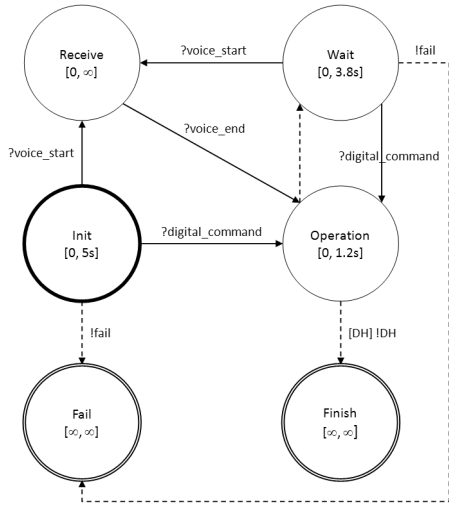 Receive
[0, ∞]
?voice_start
Wait
[0, 3.8s]
!fail
?voice_start
?voice_end
?digital_command
Init
[0, 5s]
?digital_command
Operation
[0, 1.2s]
!fail
[DH] !DH
Fail
[∞, ∞]
Finish
[∞, ∞]